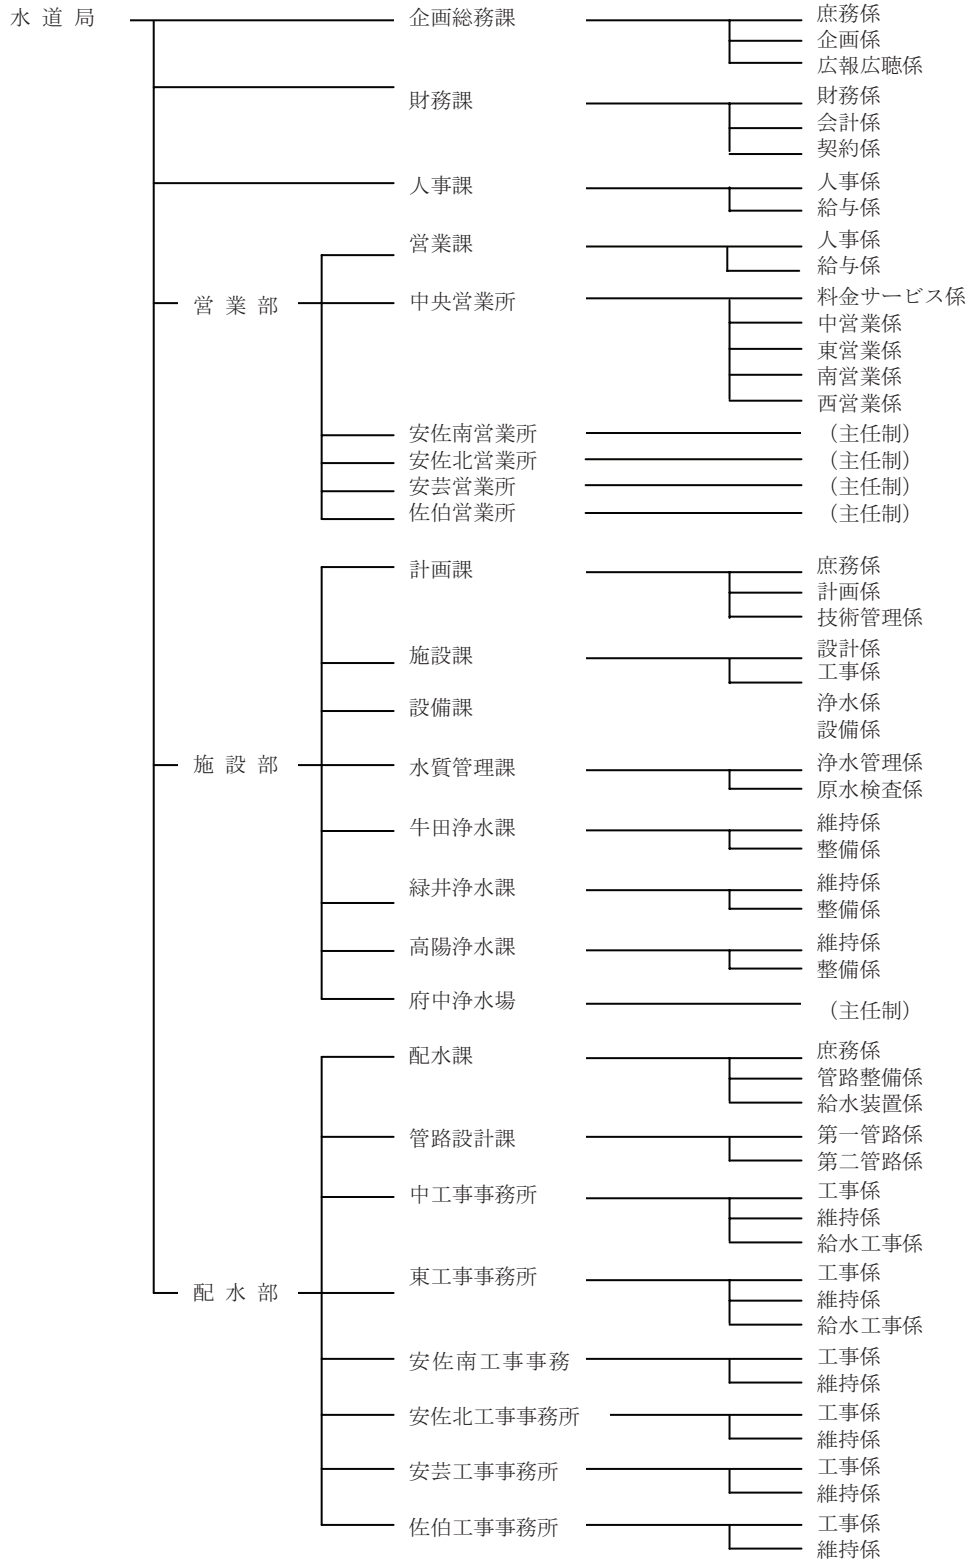 水道局
企画総務課
庶務係
企画係
広報広聴係
財務課
財務係
会計係
契約係
人事課
人事係
給与係
営業部
営業課
人事係
給与係
中央営業所
料金サービス係
中営業係
東営業係
南営業係
西営業係
安佐南営業所
（主任制）
安佐北営業所
（主任制）
安芸営業所
（主任制）
佐伯営業所
（主任制）
施設部
計画課
庶務係
計画係
技術管理係
施設課
設計係
工事係
設備課
浄水係
設備係
水質管理課
浄水管理係
原水検査係
牛田浄水課
維持係
整備係
緑井浄水課
維持係
整備係
高陽浄水課
維持係
整備係
府中浄水場
（主任制）
配水部
配水課
庶務係
管路整備係
給水装置係
管路設計課
第一管路係
第二管路係
中工事事務所
工事係
維持係
給水工事係
東工事事務所
工事係
維持係
給水工事係
安佐南工事事務
工事係
維持係
安佐北工事事務所
工事係
維持係
安芸工事事務所
工事係
維持係
佐伯工事事務所
工事係
維持係